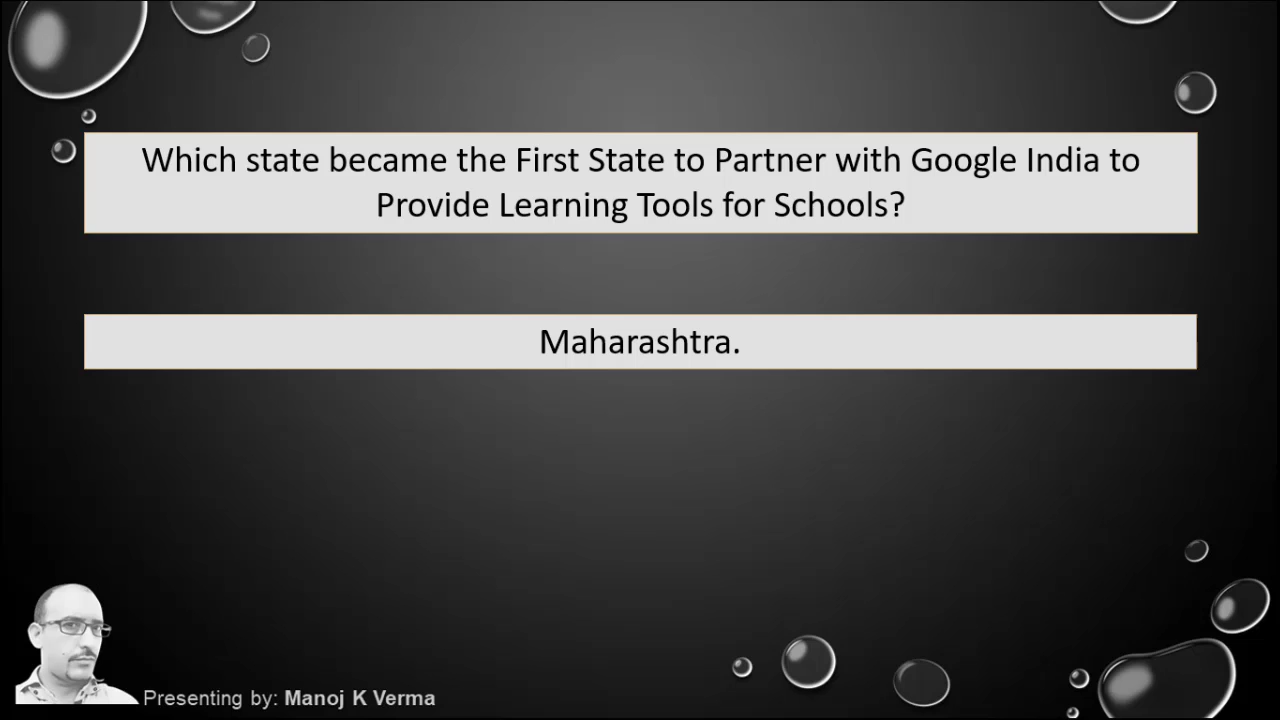 Which state became the First State to Partner with Google India to
Provide Learning Tools for Schools?
Maharashtra.
Presenting by: Manoj K Verma